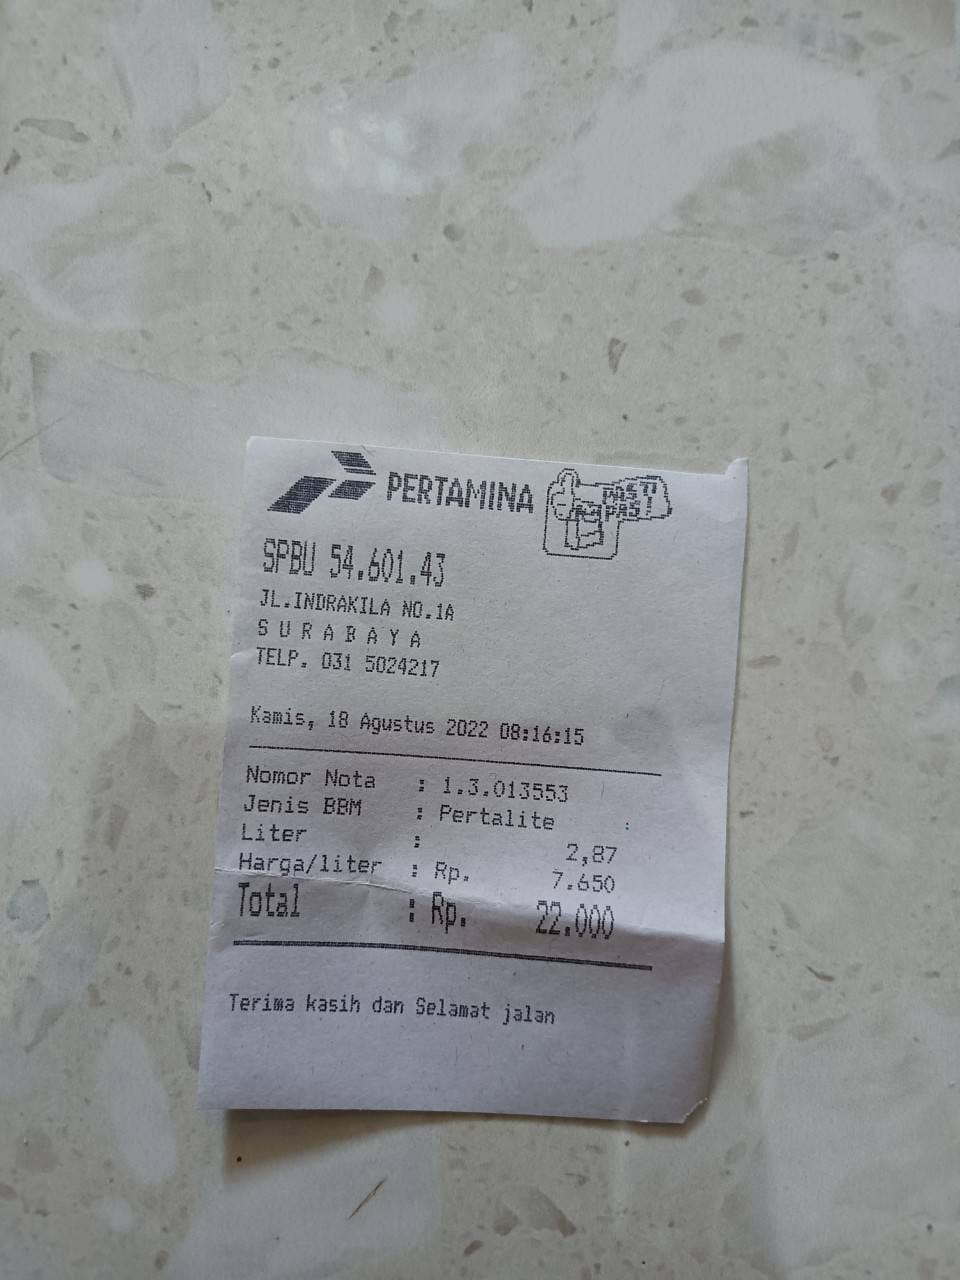 PERTAMINA PASTI PAS!
SPBU 54.601.43
JL.INDRAKILA NO.1A
S U R A B A Y A
TELP. 031 5024217
Kamis, 18 Agustus 2022 08:16:15
Nomor Nota : 1.3.013553
Jenis BBM : Pertalite
Liter : 2,87
Harga/liter : Rp. 7.650
Total : Rp. 22.000
Terima kasih dan Selamat jalan